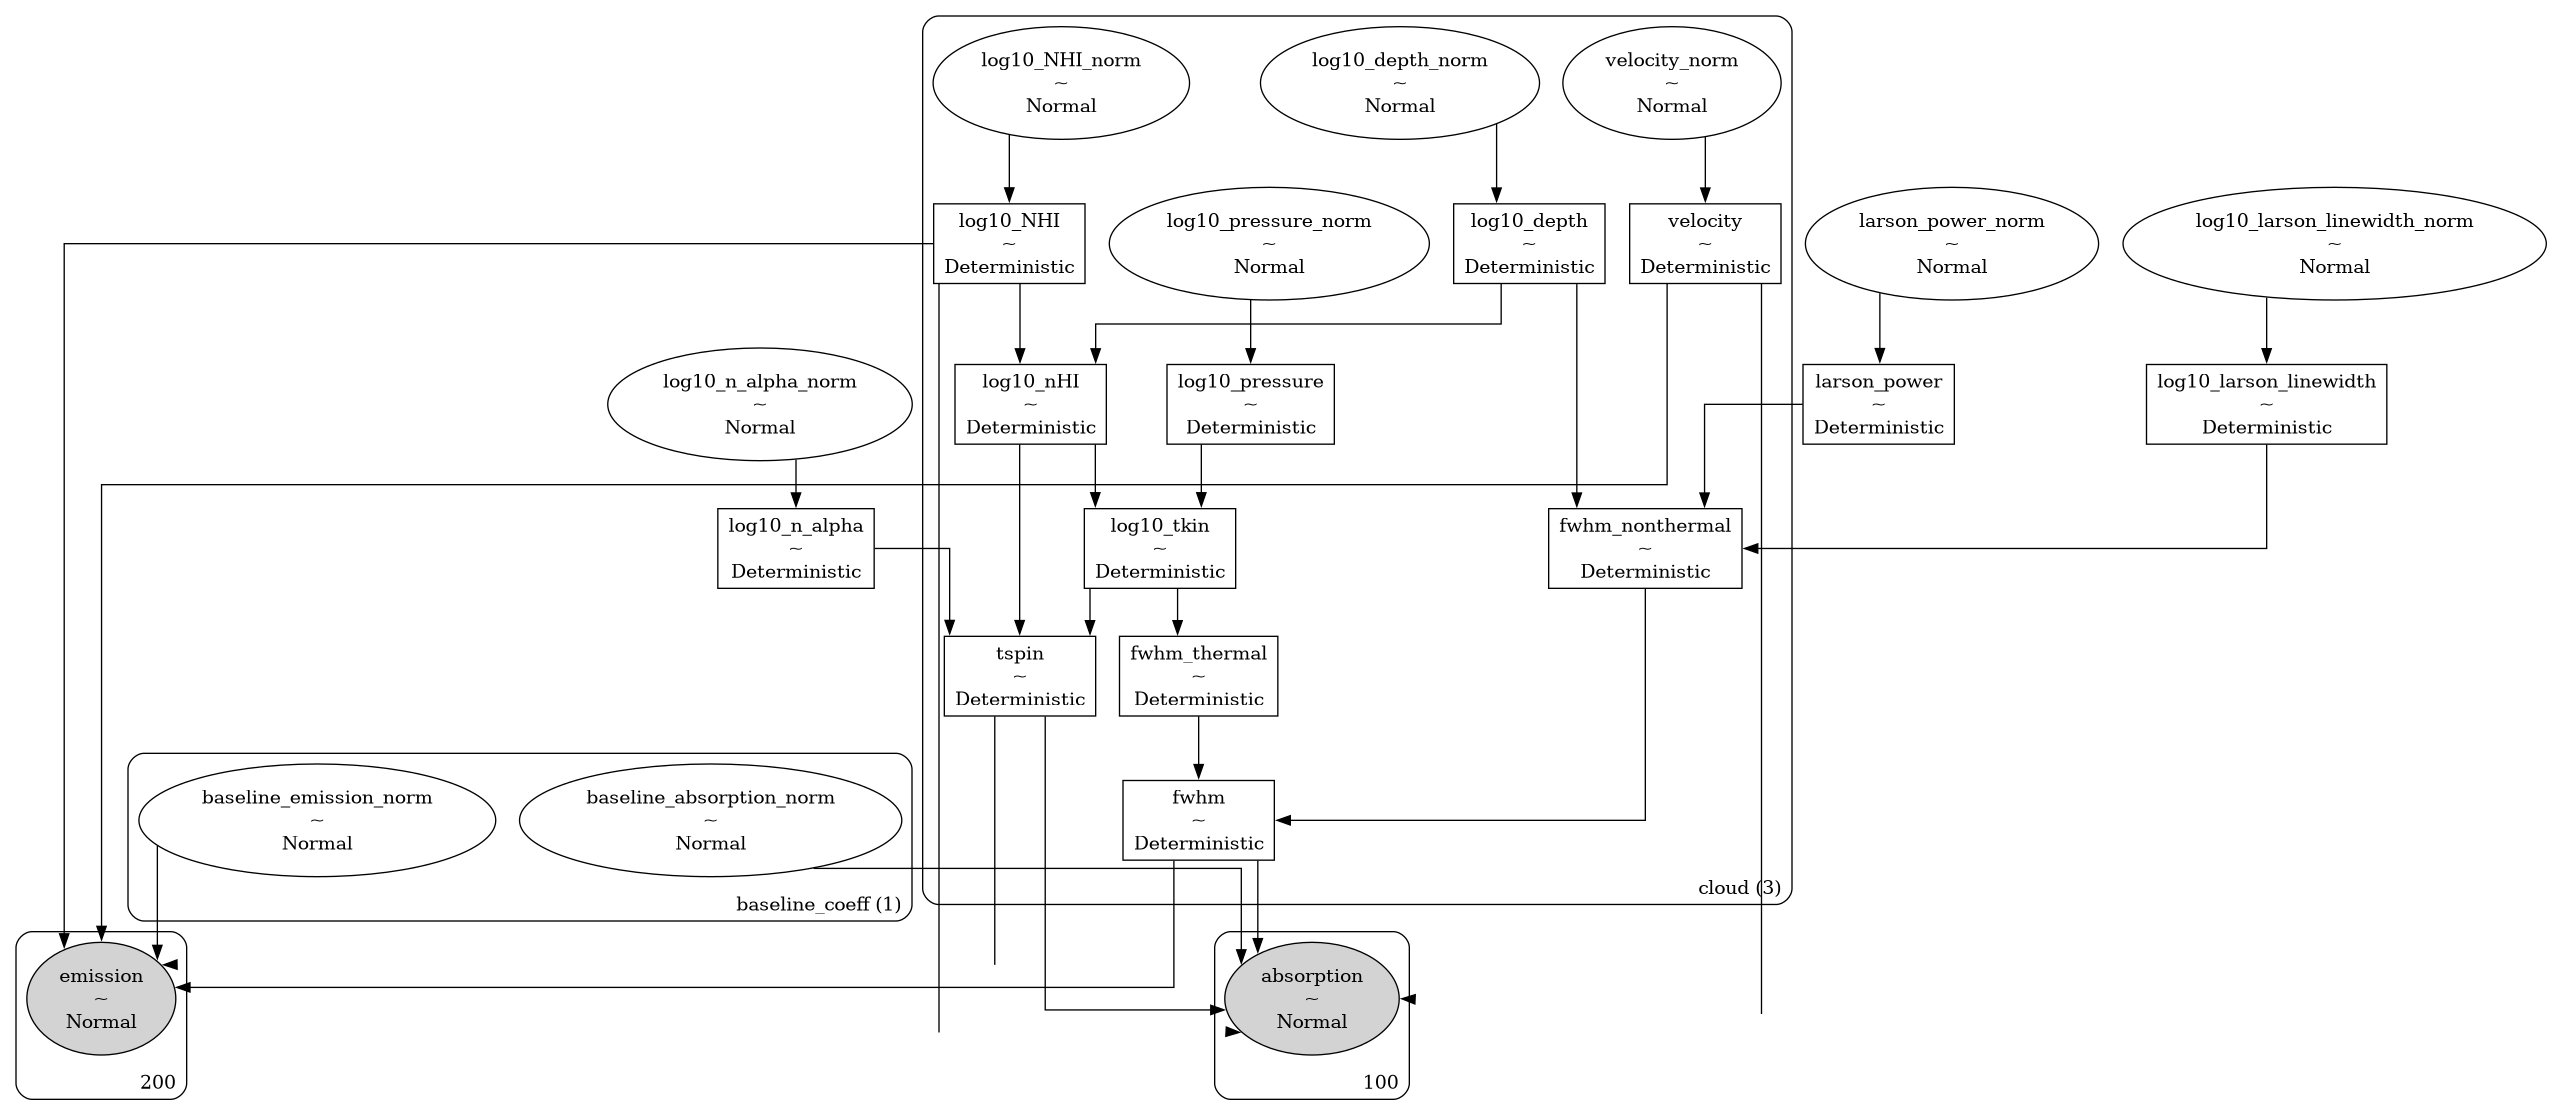 log10_NHI_norm
~
Normal
log10_depth_norm
~
Normal
velocity_norm
~
Normal
log10_NHI
~
Deterministic
log10_pressure_norm
~
Normal
log10_depth
~
Deterministic
velocity
~
Deterministic
larson_power_norm
~
Normal
log10_larson_linewidth_norm
~
Normal
log10_n_alpha_norm
~
Normal
log10_nHI
~
Deterministic
log10_pressure
~
Deterministic
larson_power
~
Deterministic
log10_larson_linewidth
~
Deterministic
log10_n_alpha
~
Deterministic
log10_tkin
~
Deterministic
fwhm_nonthermal
~
Deterministic
tspin
~
Deterministic
fwhm_thermal
~
Deterministic
baseline_emission_norm
~
Normal
baseline_absorption_norm
~
Normal
fwhm
~
Deterministic
cloud (3)
baseline_coeff (1)
emission
~
Normal
absorption
~
Normal
200
100